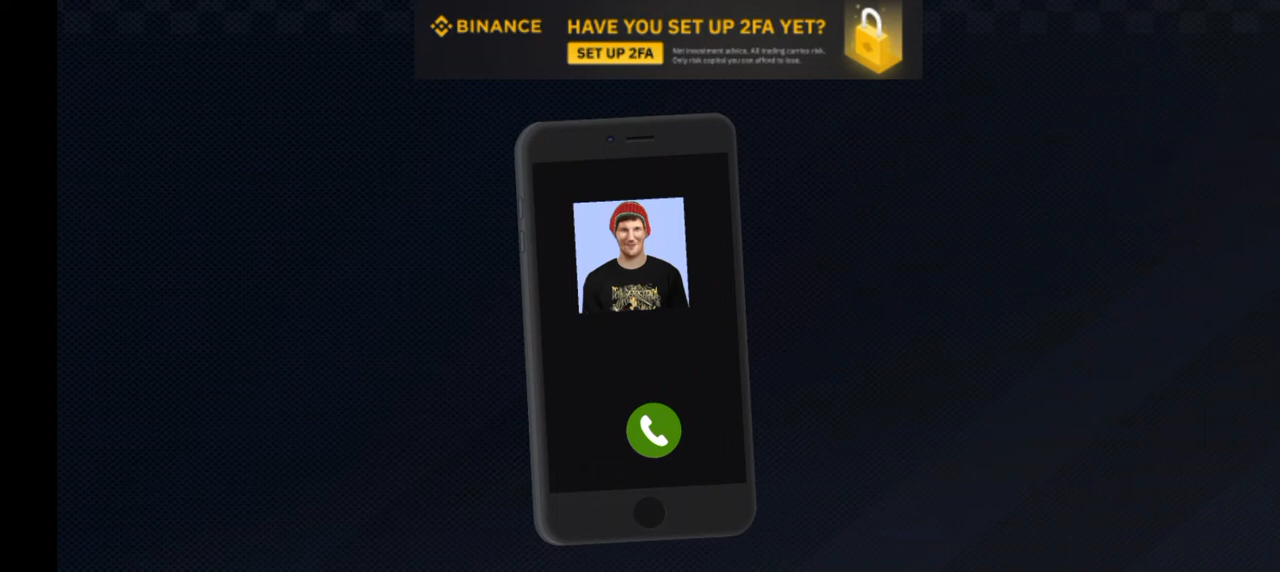 BINANCE
HAVE YOU SET UP 2FA YET?
SET UP 2FA
Not investment advice. All trading carries risk.
Only risk capital you can afford to lose.